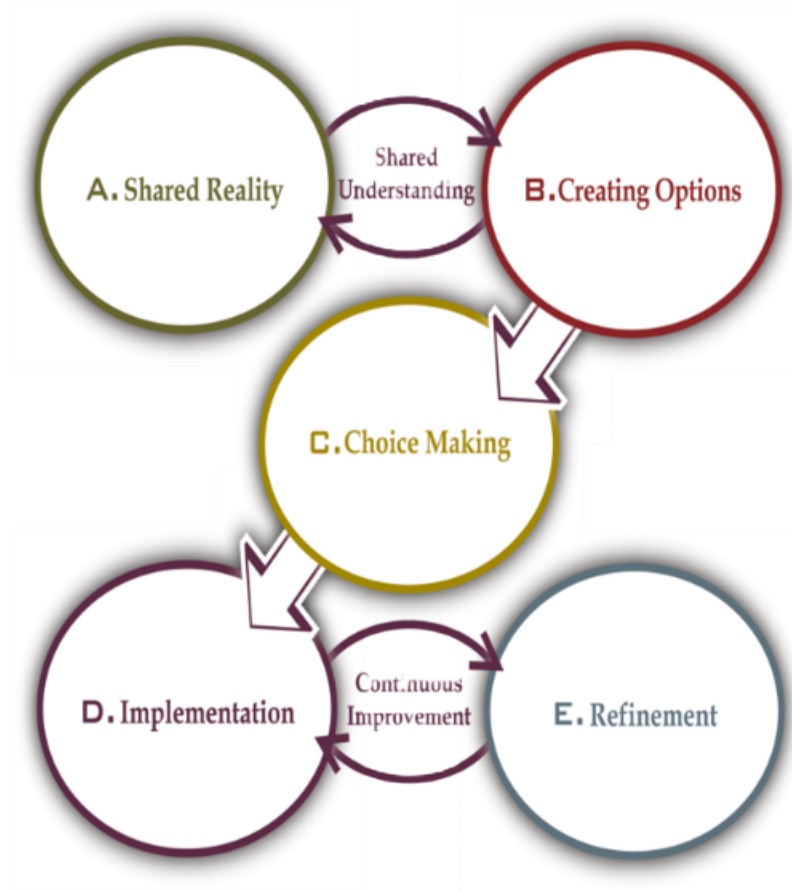 A. Shared Reality
Shared
Understanding
B. Creating Options
C. Choice Making
D. Implementation
Continuous
Improvement
E. Refinement